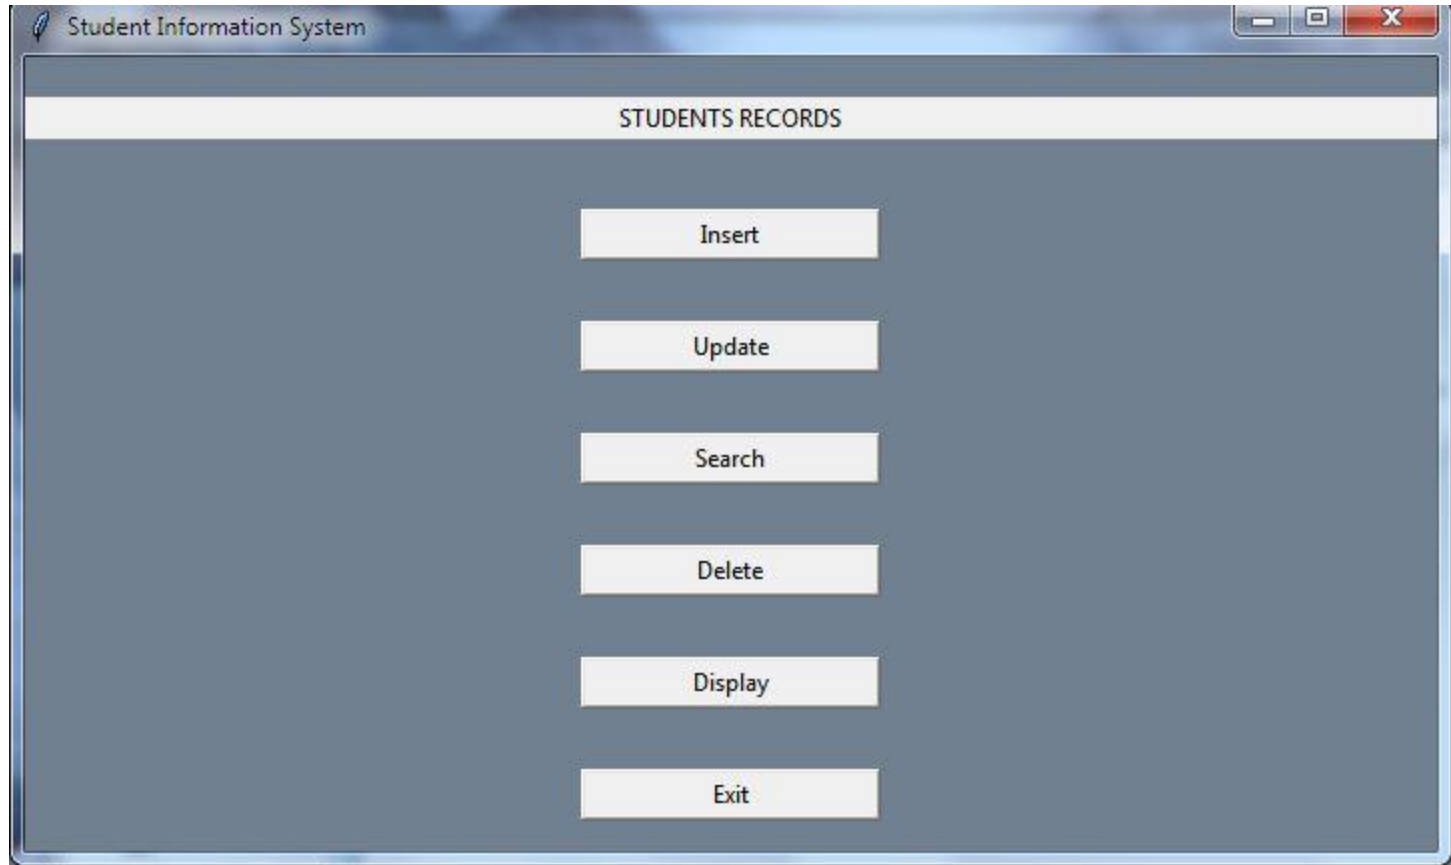 Student Information System
STUDENTS RECORDS
Insert
Update
Search
Delete
Display
Exit